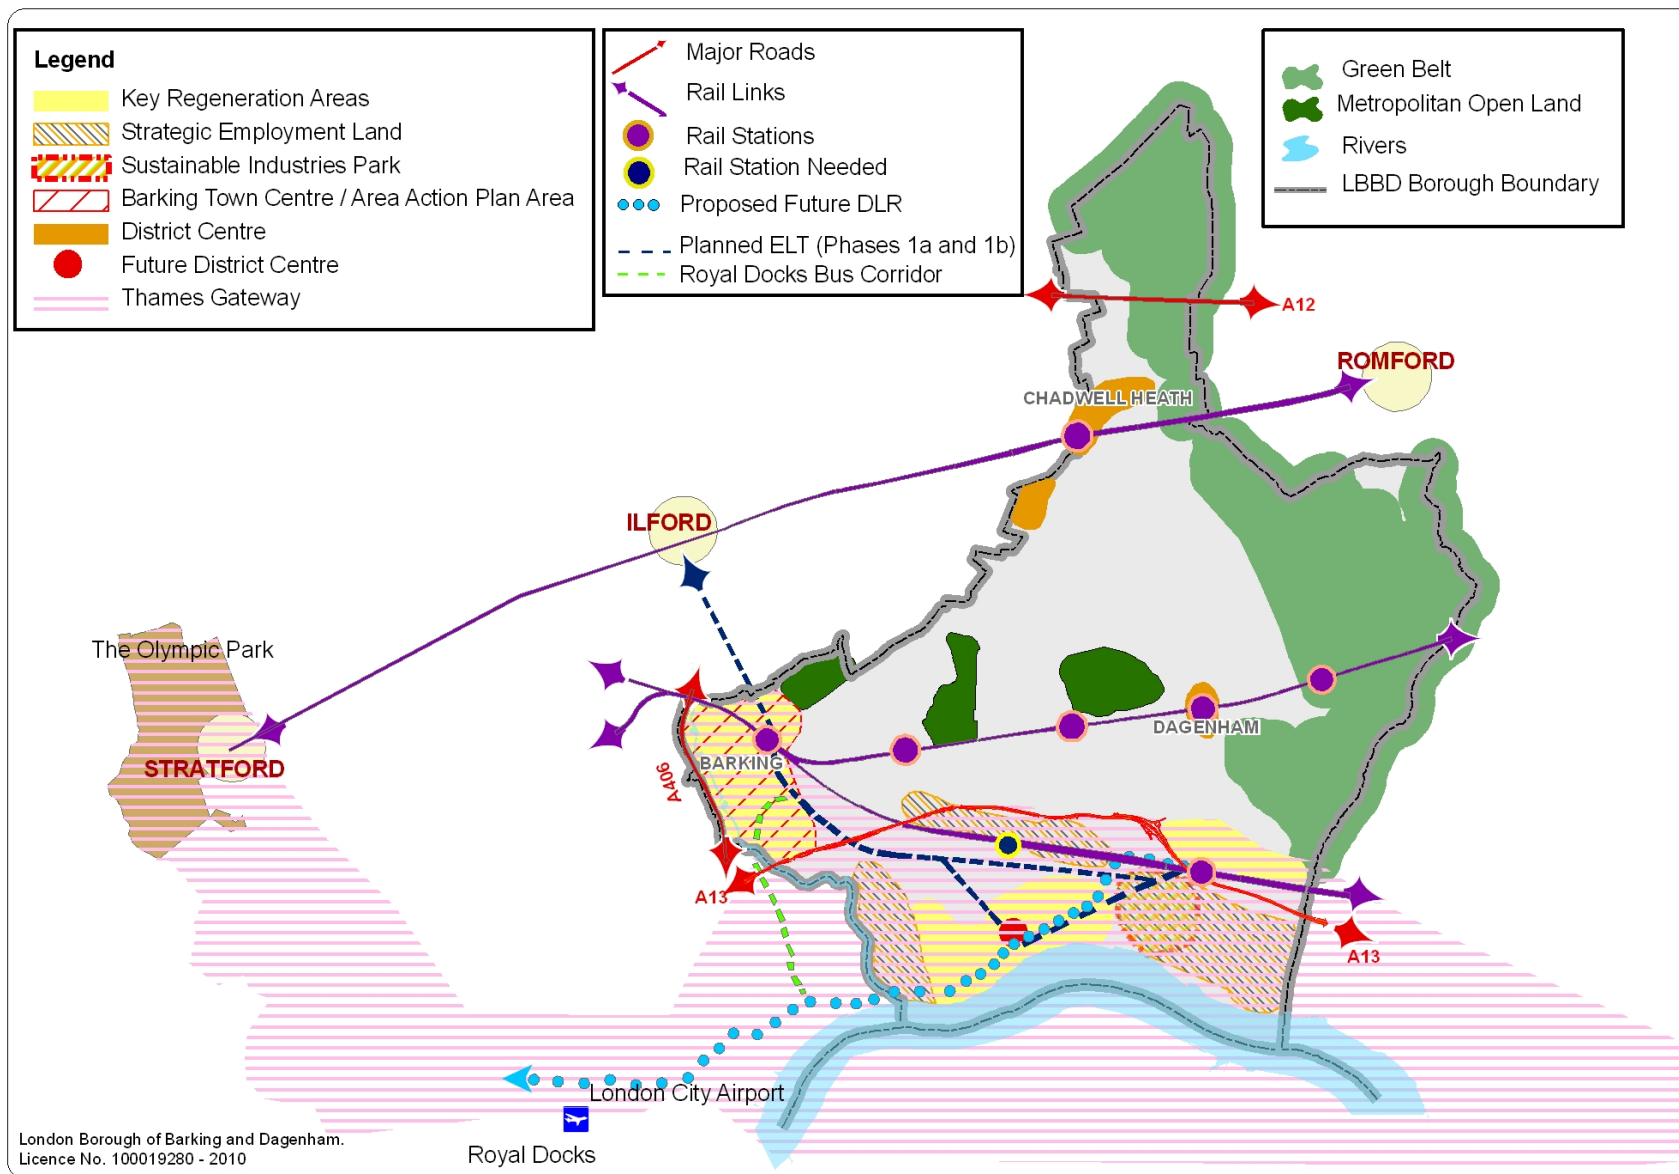 Legend
Key Regeneration Areas
Strategic Employment Land
Sustainable Industries Park
Barking Town Centre / Area Action Plan Area
District Centre
Future District Centre
Thames Gateway
Major Roads
Rail Links
Rail Stations
Rail Station Needed
Proposed Future DLR
Planned ELT (Phases 1a and 1b)
Royal Docks Bus Corridor
Green Belt
Metropolitan Open Land
Rivers
LBBD Borough Boundary
A12
ROMFORD
CHADWELL HEATH
ILFORD
The Olympic Park
STRATFORD
DAGENHAM
BARKING
A406
A13
A13
London City Airport
Royal Docks
London Borough of Barking and Dagenham.
Licence No. 100019280 - 2010